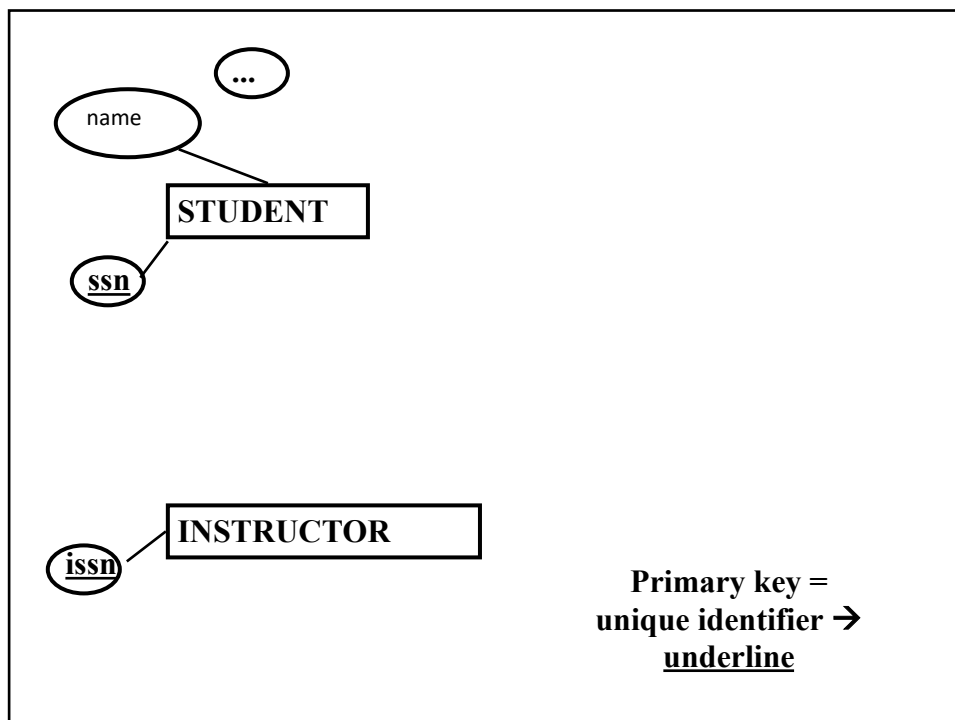 ...
name
STUDENT
ssn
INSTRUCTOR
issn
Primary key =
unique identifier →
underline